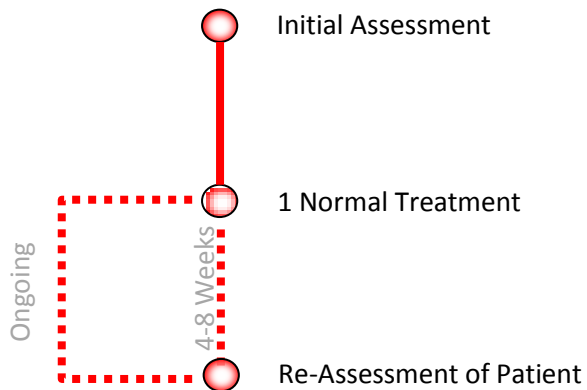 Initial Assessment
1 Normal Treatment
Ongoing
4-8 Weeks
Re-Assessment of Patient